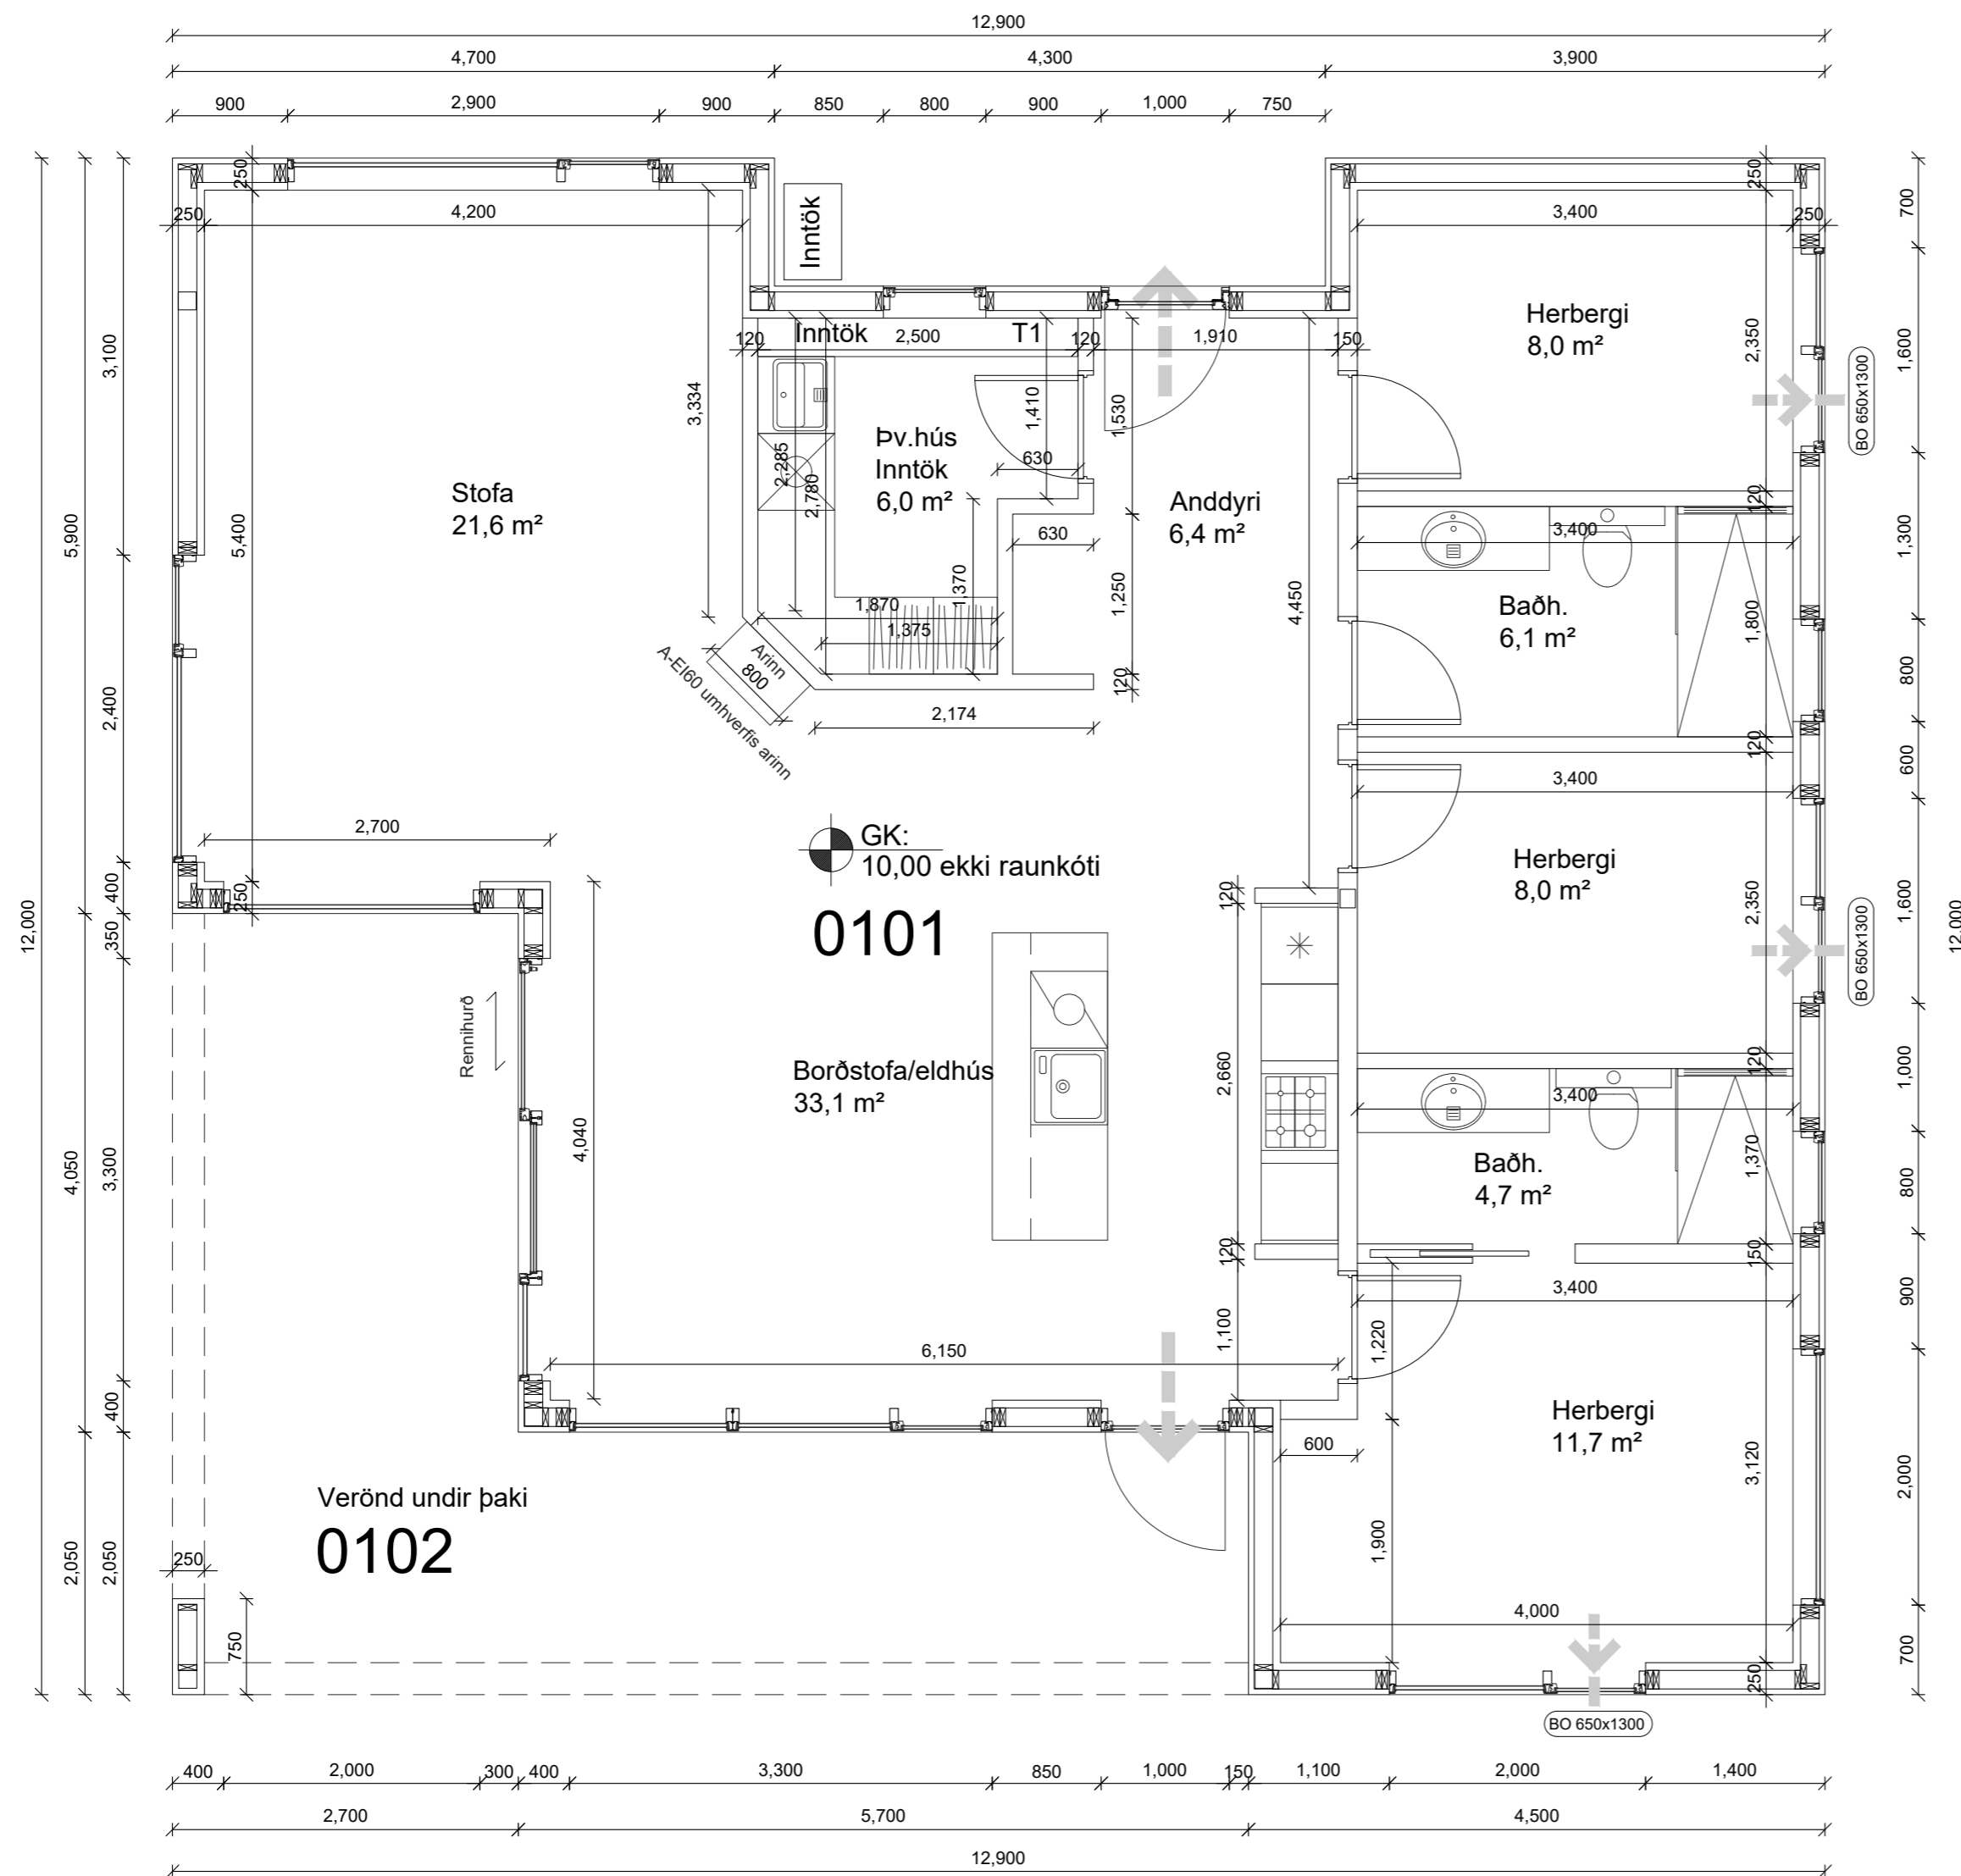 12,900
4,700 4,300 3,900
900 2,900 900 850 800 900 1,000 750
250 4,200 250
Inntök
3,400 250
250
700
Inntök 2,500 T1
120 120 1,910 150
Herbergi
8,0 m²
2,350
1,600
BO 650x1300
3,100
3,334
1,410
1,530
2,285
2,780
Þv.hús
Inntök
6,0 m²
630
Stofa
21,6 m²
Anddyri
6,4 m²
630
120
3,400
1,300
5,900
5,400
1,370
1,250
4,450
Baðh.
6,1 m²
1,800
1,870
1,375
Arinn
800
A-EI60 umhverfis arinn
120
800
2,400
2,174
120
600
3,400
2,700
GK:
10,00 ekki raunkóti
Herbergi
8,0 m²
2,350
1,600
BO 650x1300
400
250
120
0101
12,000
350
12,000
Rennihurð
Borðstofa/eldhús
33,1 m²
2,660
120
3,400
1,000
4,050
3,300
4,040
Baðh.
4,7 m²
1,370
800
120
150
3,400
900
1,100
1,220
6,150
400
600
Herbergi
11,7 m²
3,120
2,000
Verönd undir þaki
0102
1,900
2,050
2,050
250
4,000
750
700
250
BO 650x1300
400 2,000 300 400 3,300 850 1,000 150 1,100 2,000 1,400
2,700 5,700 4,500
12,900